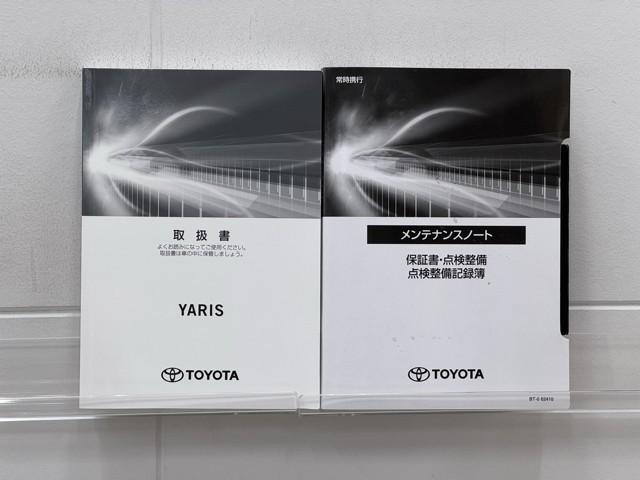 取扱書
よくお読みになってご使用ください。
取扱書は車の中に保管しましょう。
YARIS
TOYOTA
常時携行
メンテナンスノート
保証書・点検整備
点検整備記録簿
TOYOTA